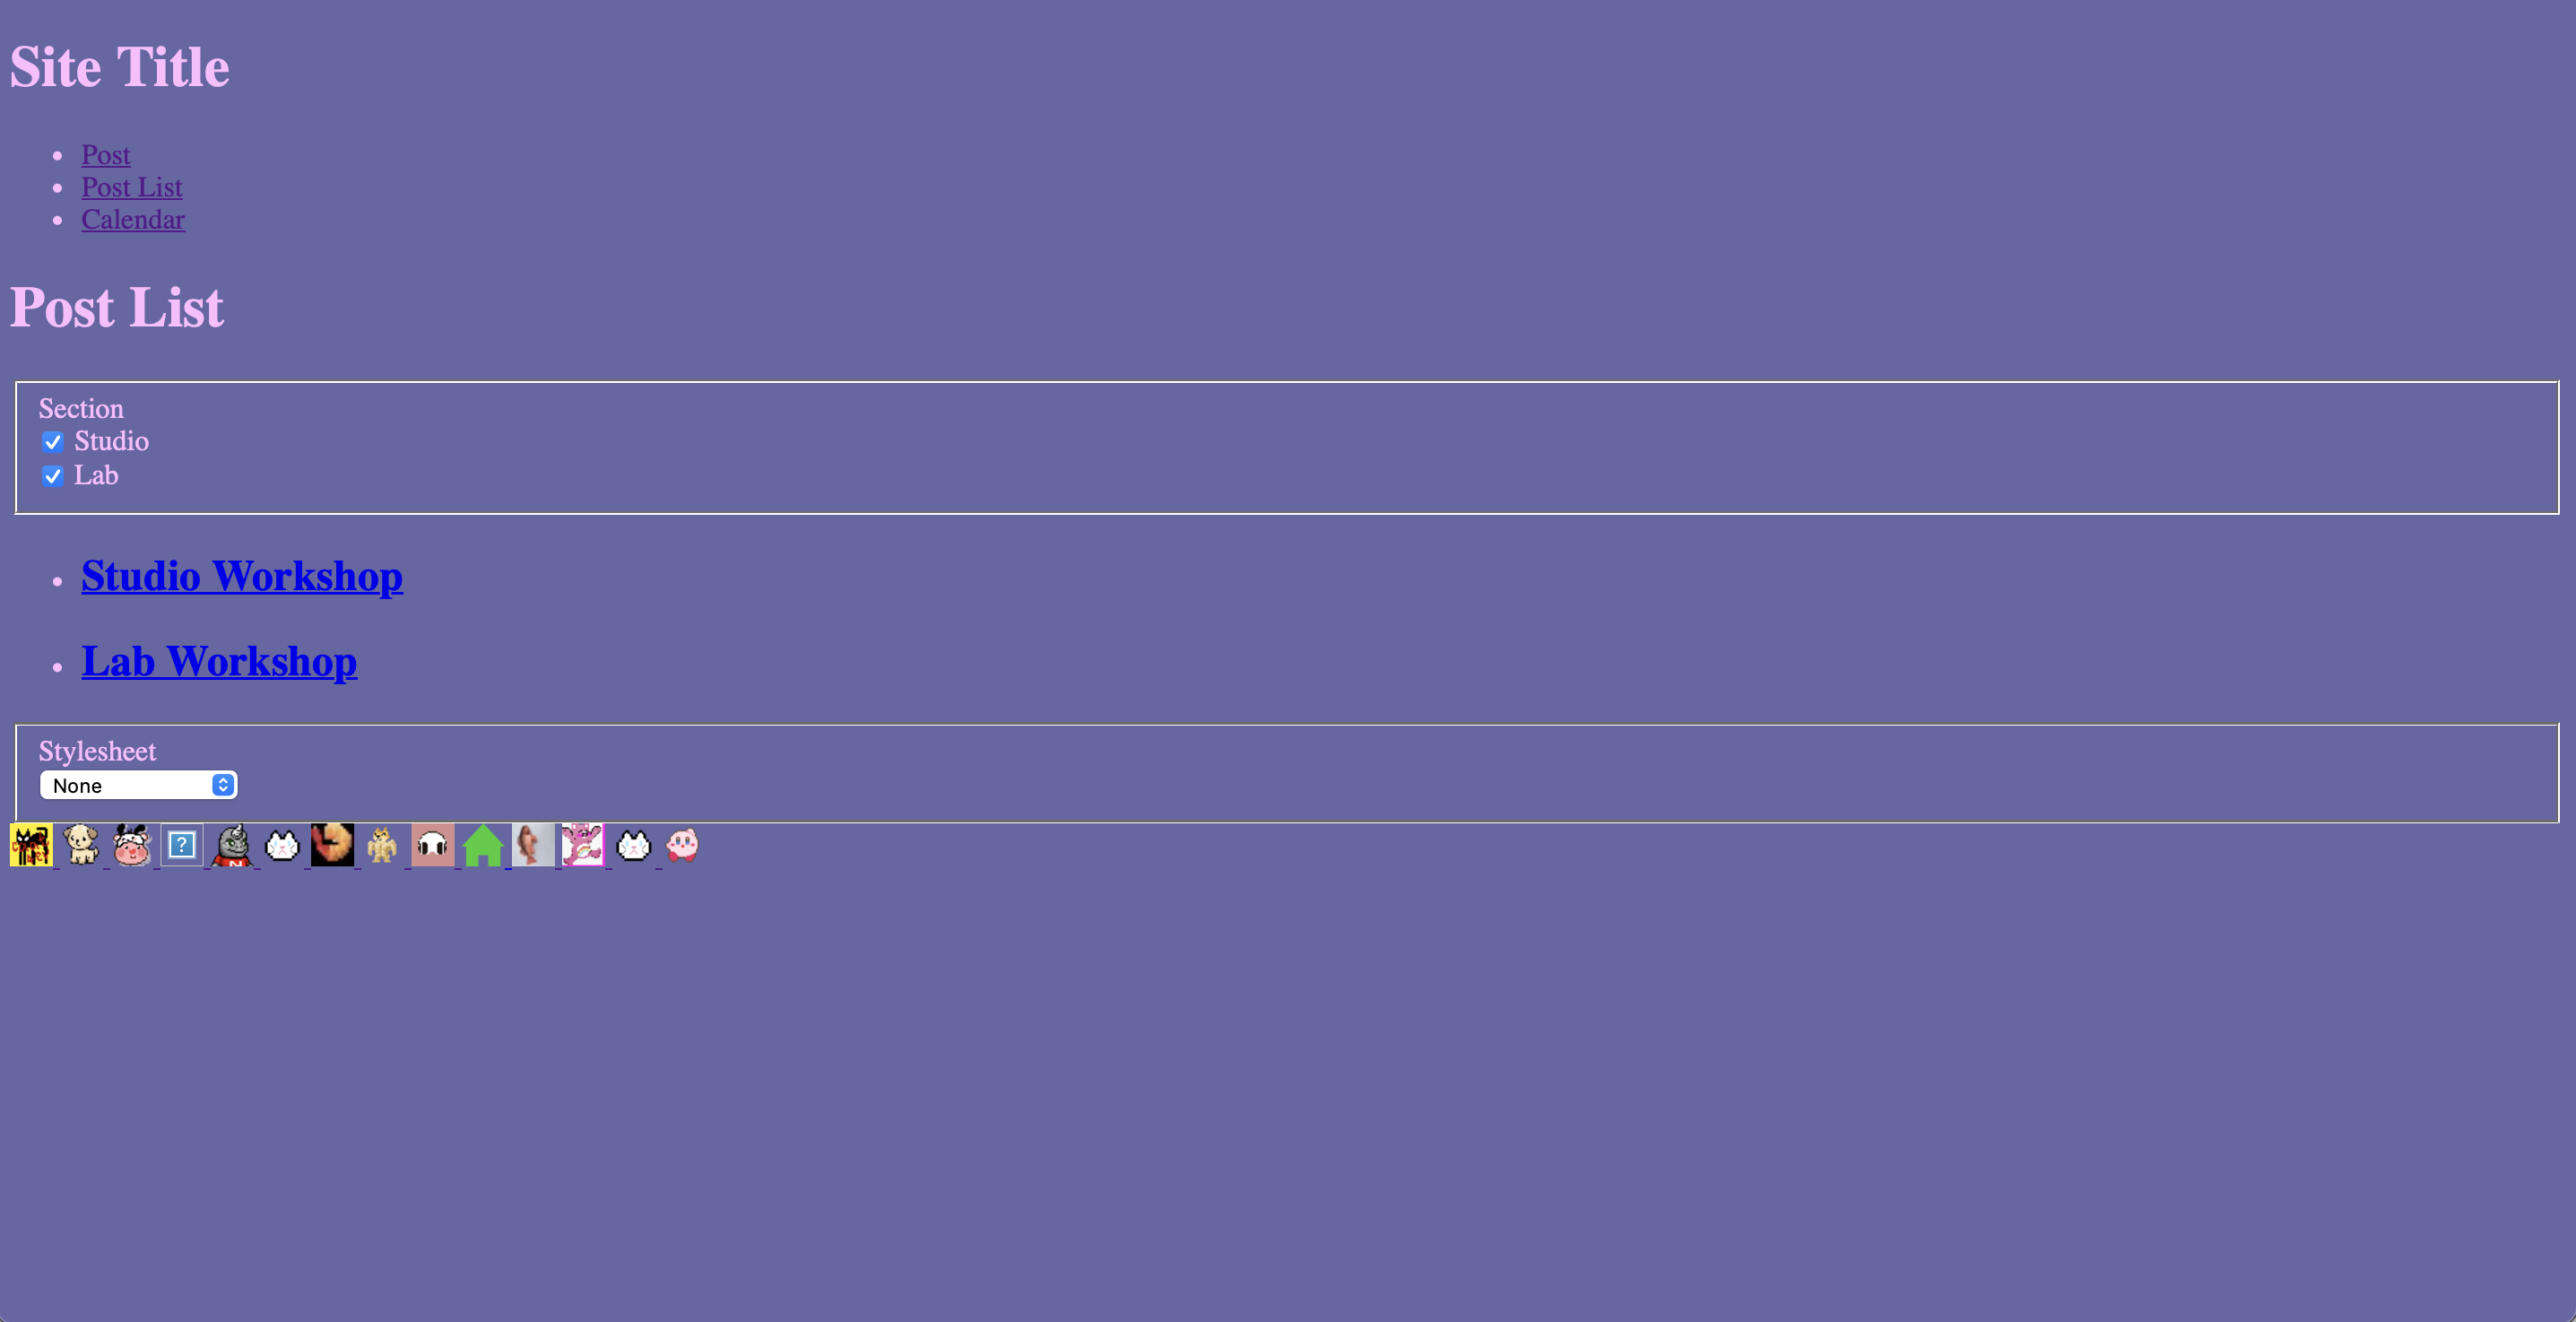 Site Title
Post
Post List
Calendar
Post List
Section
Studio
Lab
Studio Workshop
Lab Workshop
Stylesheet
None
?
N